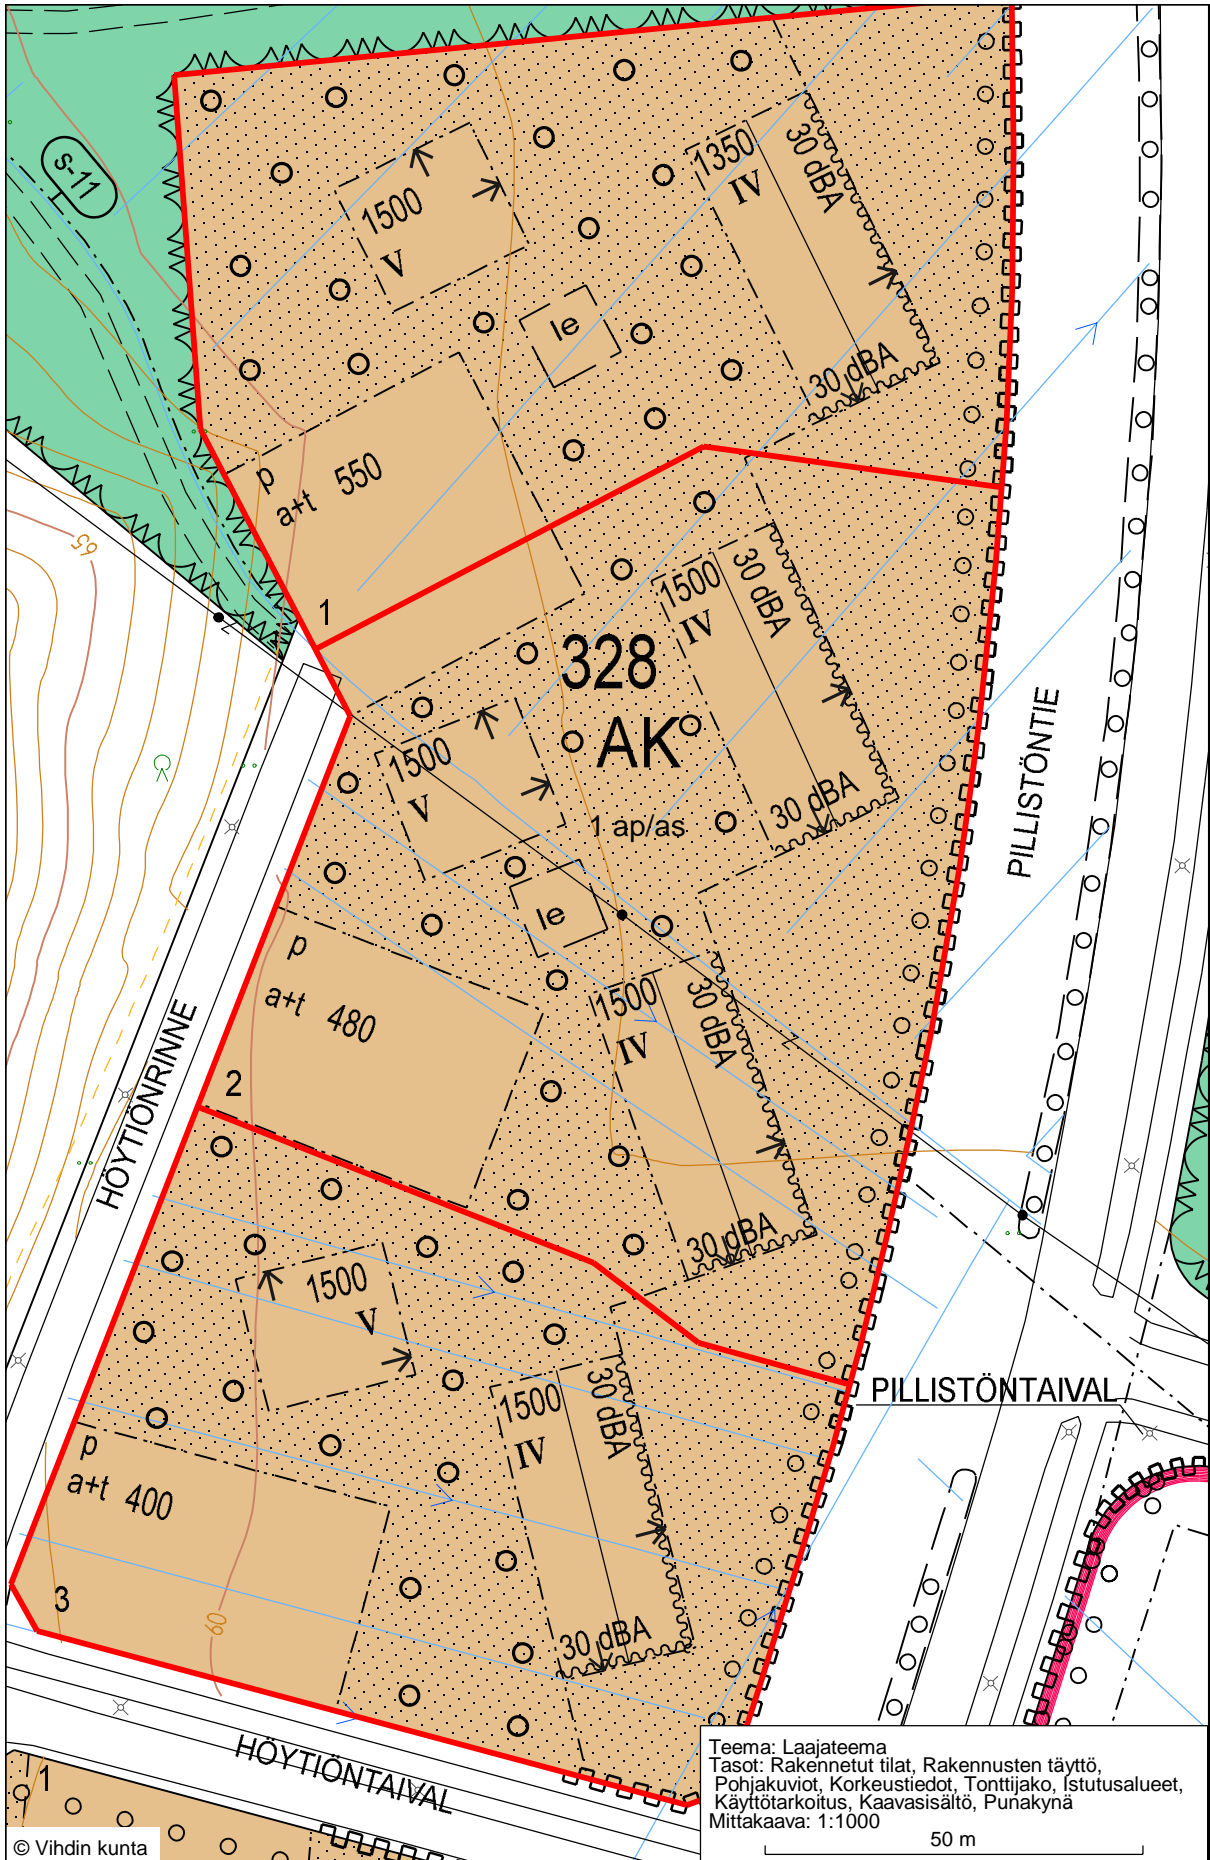 s-11
1500
V
1350
IV
30 dBA
30 dBA
le
p
a+t 550
1
328
AK
1 ap/as
1500
IV
30 dBA
30 dBA
1500
V
le
65
p
a+t 480
2
1500
IV
30 dBA
30 dBA
PILLISTÖNTIE
HÖYTIÖNRINNE
1500
V
1500
IV
30 dBA
30 dBA
PILLISTÖNTAIVAL
p
a+t 400
3
60
HÖYTIÖNTAIVAL
1
Teema: Laajateema
Tasot: Rakennetut tilat, Rakennusten täyttö,
Pohjakuviot, Korkeustiedot, Tonttijako, Istutusalueet,
Käyttötarkoitus, Kaavasisältö, Punakynä
Mittakaava: 1:1000
50 m
© Vihdin kunta